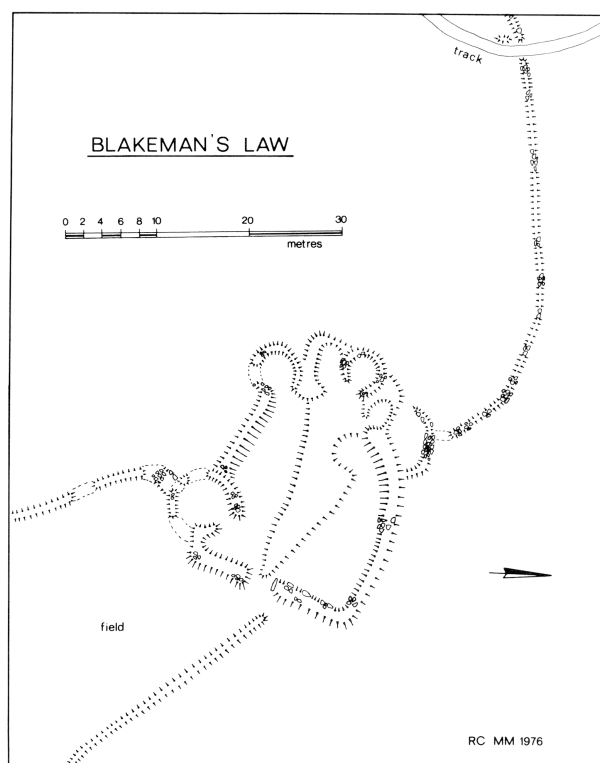 track
BLAKEMAN'S LAW
0 2 4 6 8 10 20 30
metres
field
RC MM 1976